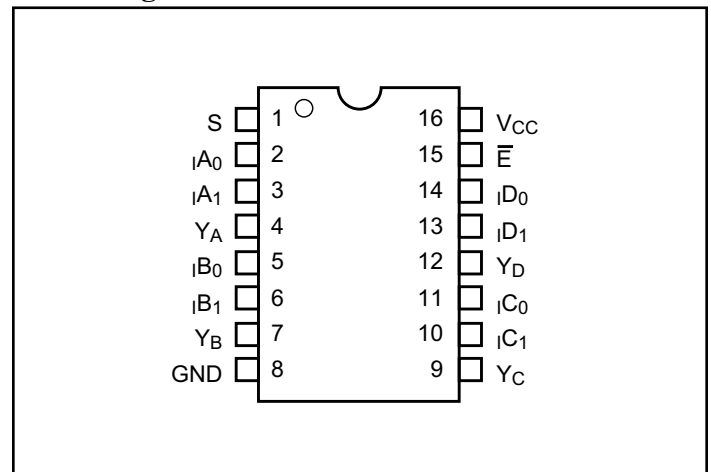 S 1 16 V_CC
IA0 2 15 E̅
IA1 3 14 ID0
YA 4 13 ID1
IB0 5 12 YD
IB1 6 11 IC0
YB 7 10 IC1
GND 8 9 YC